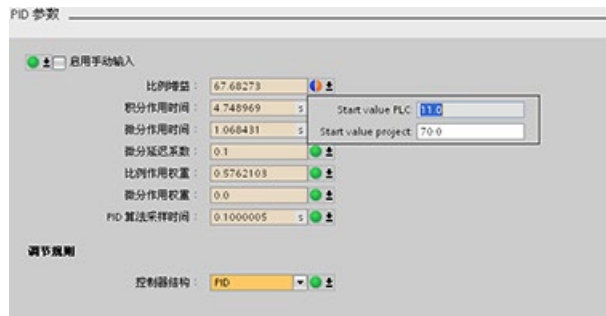 PID 参数
启用手动输入
比例增益： 67.68273
积分作用时间： 4.748969 s
Start value PLC: 11.0
微分作用时间： 1.068431 s
Start value project: 70.0
微分延迟系数： 0.1
比例作用权重： 0.5762103
微分作用权重： 0.0
PID 算法采样时间： 0.1000005 s
调节规则
控制器结构： PID